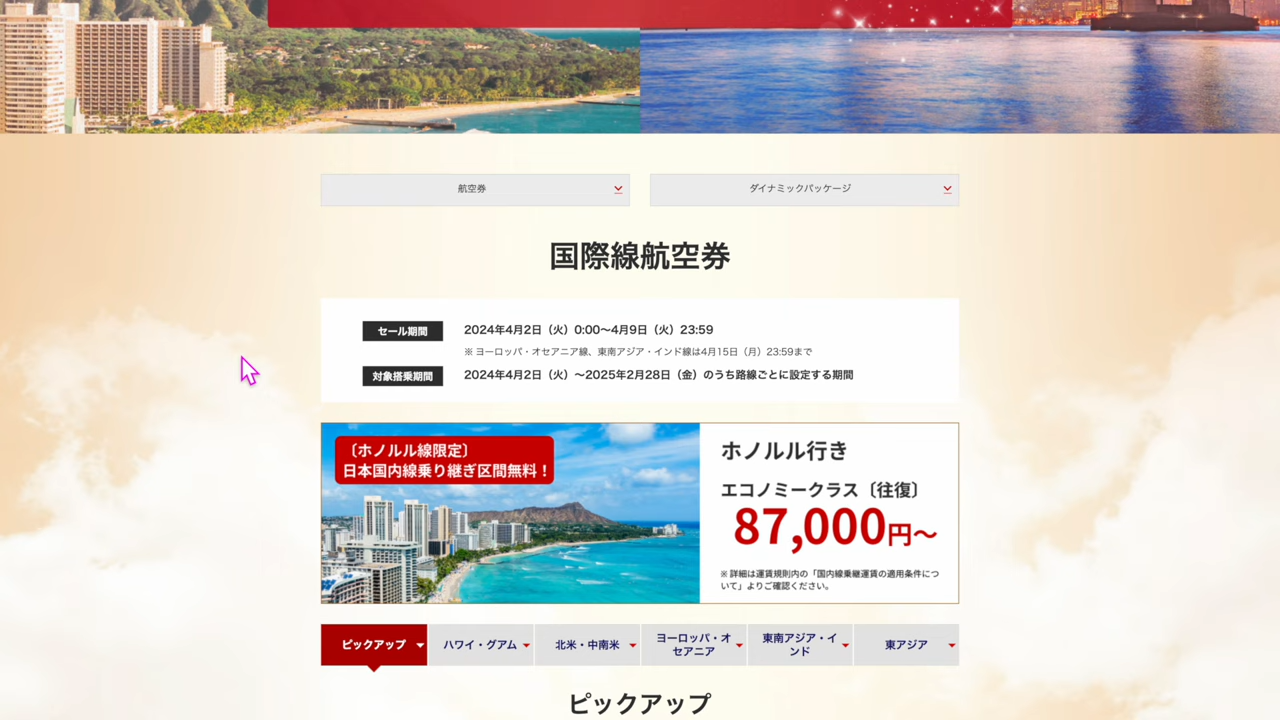 航空券
ダイナミックパッケージ
国際線航空券
セール期間
2024年4月2日（火）0:00〜4月9日（火）23:59
※ ヨーロッパ・オセアニア線、東南アジア・インド線は4月15日（月）23:59まで
対象搭乗期間
2024年4月2日（火）〜2025年2月28日（金）のうち路線ごとに設定する期間
〔ホノルル線限定〕
日本国内線乗り継ぎ区間無料！
ホノルル行き
エコノミークラス〔往復〕
87,000円〜
※ 詳細は運賃規則内の「国内線乗継運賃の適用条件につ
いて」よりご確認ください。
ピックアップ
ハワイ・グアム
北米・中南米
ヨーロッパ・オ
セアニア
東南アジア・イ
ンド
東アジア
ピックアップ